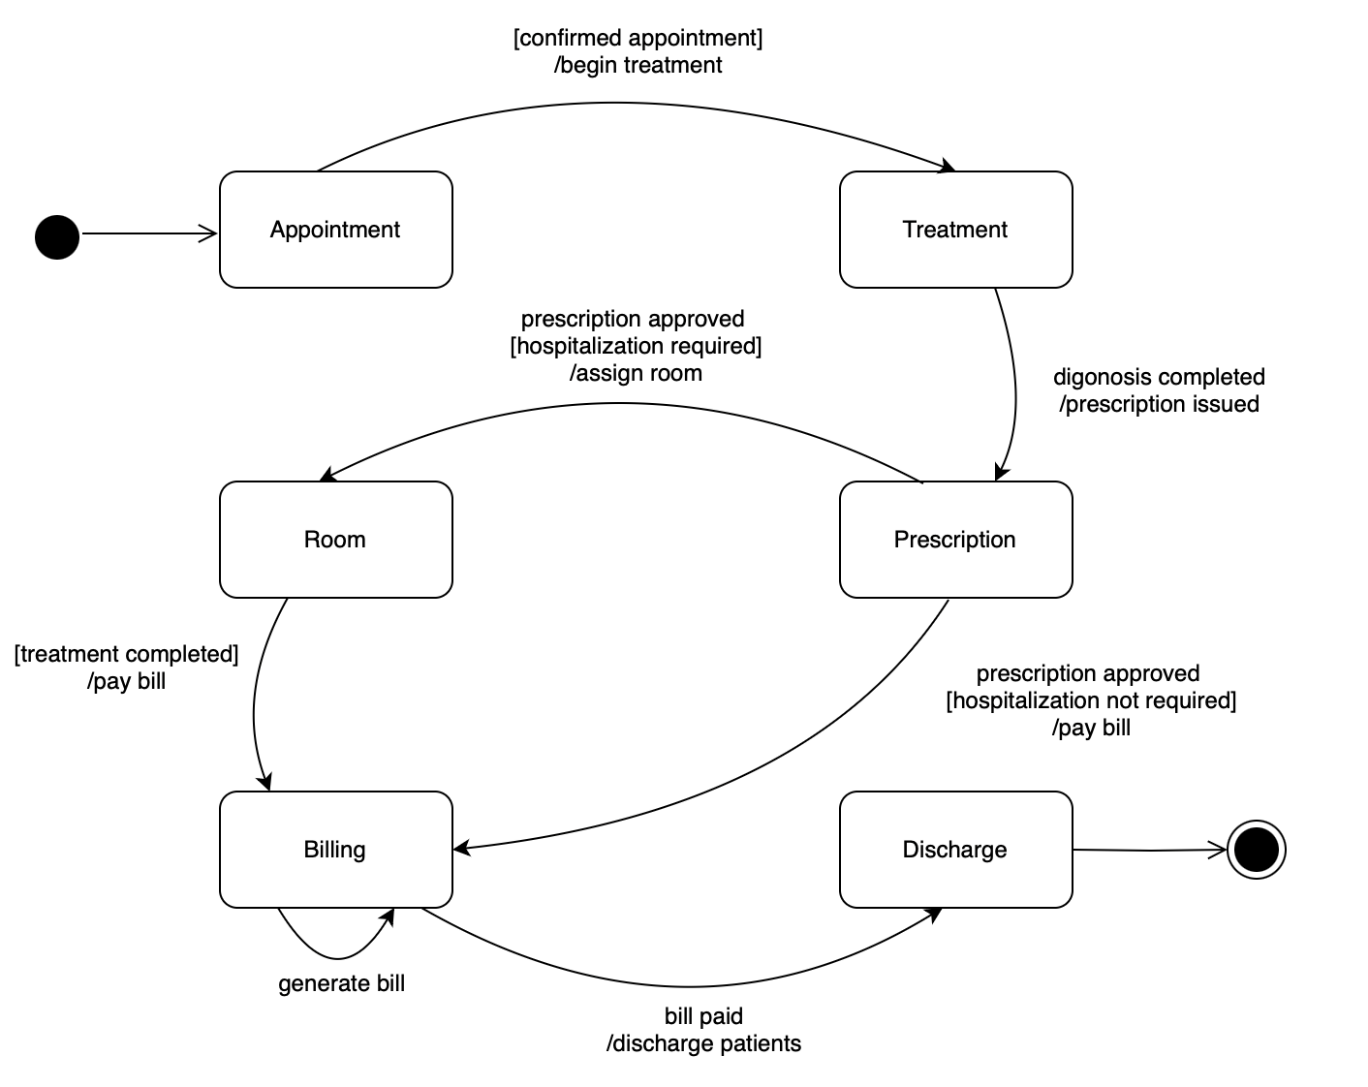 [confirmed appointment]
/begin treatment
Appointment
Treatment
prescription approved
[hospitalization required]
/assign room
digonosis completed
/prescription issued
Room
Prescription
[treatment completed]
/pay bill
prescription approved
[hospitalization not required]
/pay bill
Billing
Discharge
generate bill
bill paid
/discharge patients